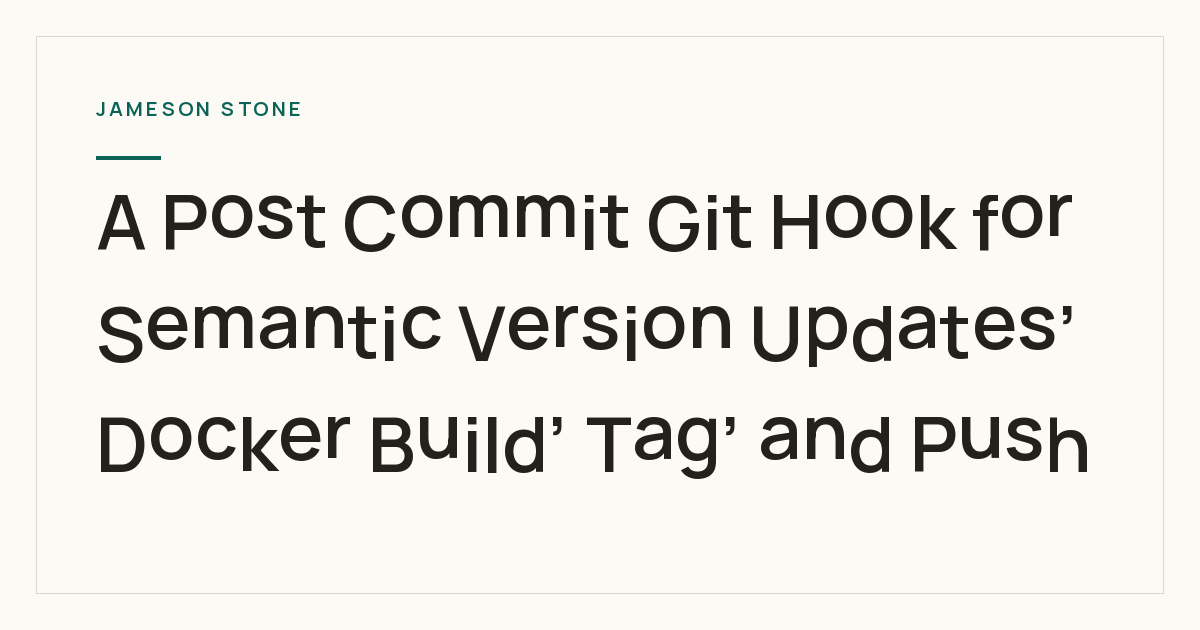 JAMESON STONE
A Post Commit Git Hook for
Semantic Version Updates’
Docker Build’ Tag’ and Push